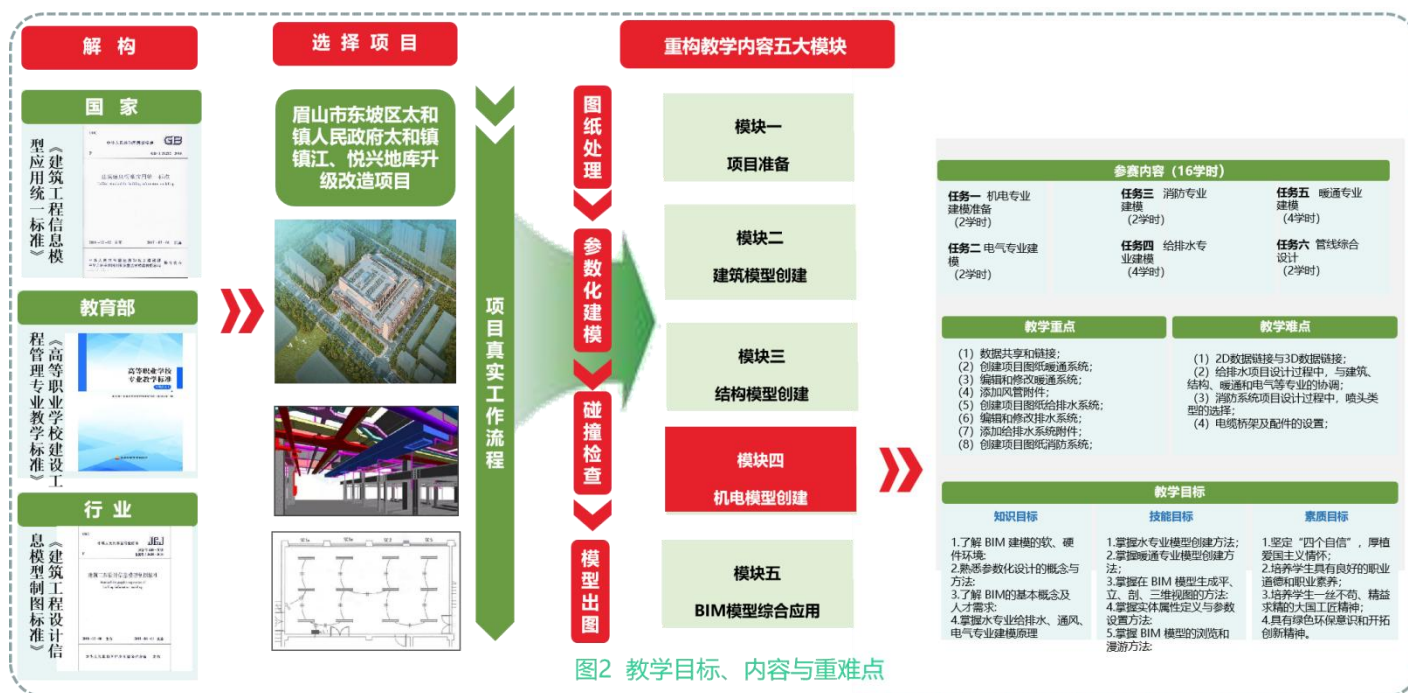 解 构
国 家
《建筑工程信息模
型应用统一标准》
GB
教育部
《高等职业学校建设工
程管理专业教学标准》
高等职业学校
专业教学标准
行 业
《建筑工程设计信
息模型制图标准》
选 择 项 目
眉山市东坡区太和
镇人民政府太和镇
镇江、悦兴地库升
级改造项目
项目真实工作流程
图纸处理
参数化建模
碰撞检查
模型出图
重构教学内容五大模块
模块一
项目准备
模块二
建筑模型创建
模块三
结构模型创建
模块四
机电模型创建
模块五
BIM模型综合应用
参赛内容（16学时）
任务一 机电专业
建模准备
（2学时）
任务二 电气专业建
模
（2学时）
任务三 消防专业
建模
（2学时）
任务四 给排水专
业建模
（4学时）
任务五 暖通专业
建模
（4学时）
任务六 管线综合
设计
（2学时）
教学重点
（1）数据共享和链接；
（2）创建项目图纸暖通系统；
（3）编辑和修改暖通系统；
（4）添加风管附件；
（5）创建项目图纸给排水系统；
（6）编辑和修改排水系统；
（7）添加给排水系统附件；
（8）创建项目图纸消防系统；
教学难点
（1）2D数据链接与3D数据链接；
（2）给排水项目设计过程中，与建筑、
结构、暖通和电气等专业的协调；
（3）消防系统项目设计过程中，喷头类
型的选择；
（4）电缆桥架及配件的设置；
教学目标
知识目标
1.了解 BIM 建模的软、硬
件环境:
2.熟悉参数化设计的概念与
方法:
3.了解 BIM的基本概念及
人才需求:
4.掌握水专业给排水、通风、
电气专业建模原理
技能目标
1.掌握水专业模型创建方法;
2.掌握暖通专业模型创建方
法;
3.掌握在 BIM 模型生成平、
立、剖、三维视图的方法:
4.掌握实体属性定义与参数
设置方法:
5.掌握 BIM 模型的浏览和
漫游方法:
素质目标
1.坚定“四个自信”，厚植
爱国主义情怀;
2.培养学生具有良好的职业
道德和职业素养;
3.培养学生一丝不苟、精益
求精的大国工匠精神;
4.具有绿色环保意识和开拓
创新精神。
图2 教学目标、内容与重难点